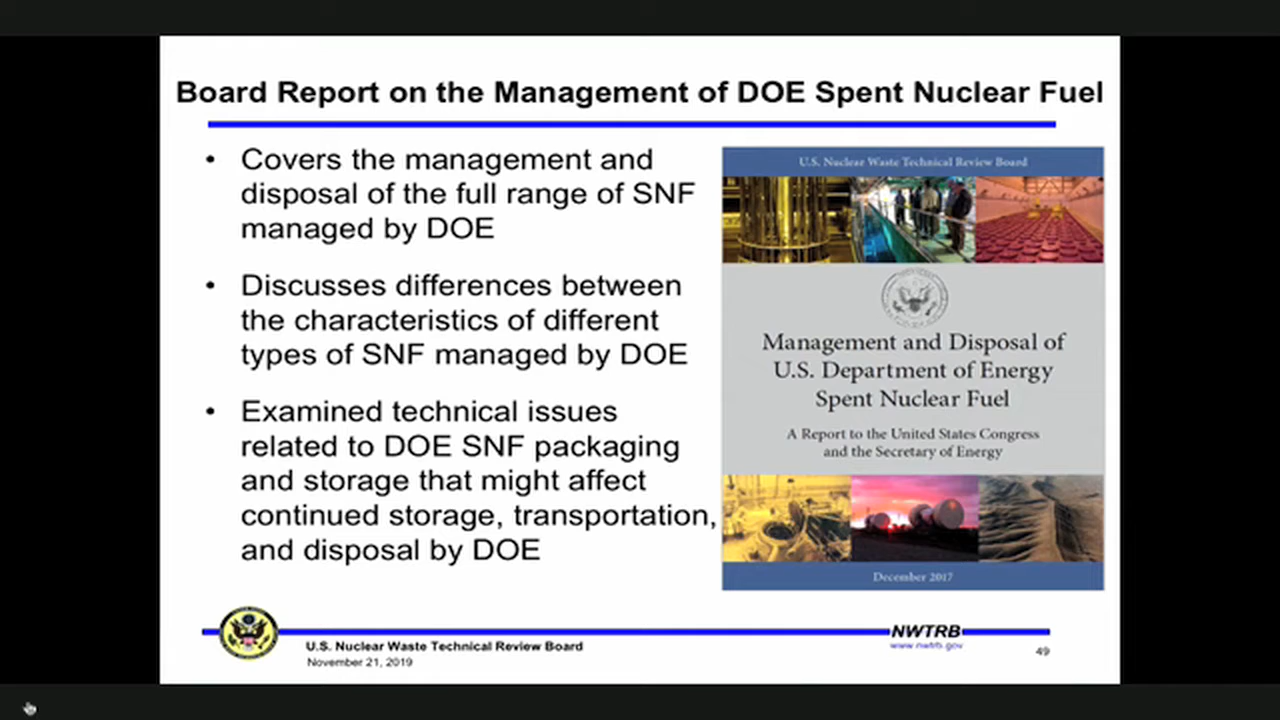 Board Report on the Management of DOE Spent Nuclear Fuel
• Covers the management and
disposal of the full range of SNF
managed by DOE
• Discusses differences between
the characteristics of different
types of SNF managed by DOE
• Examined technical issues
related to DOE SNF packaging
and storage that might affect
continued storage, transportation,
and disposal by DOE
U.S. Nuclear Waste Technical Review Board
Management and Disposal of
U.S. Department of Energy
Spent Nuclear Fuel
A Report to the United States Congress
and the Secretary of Energy
December 2017
U.S. Nuclear Waste Technical Review Board
November 21, 2019
NWTRB
www.nwtrb.gov
49